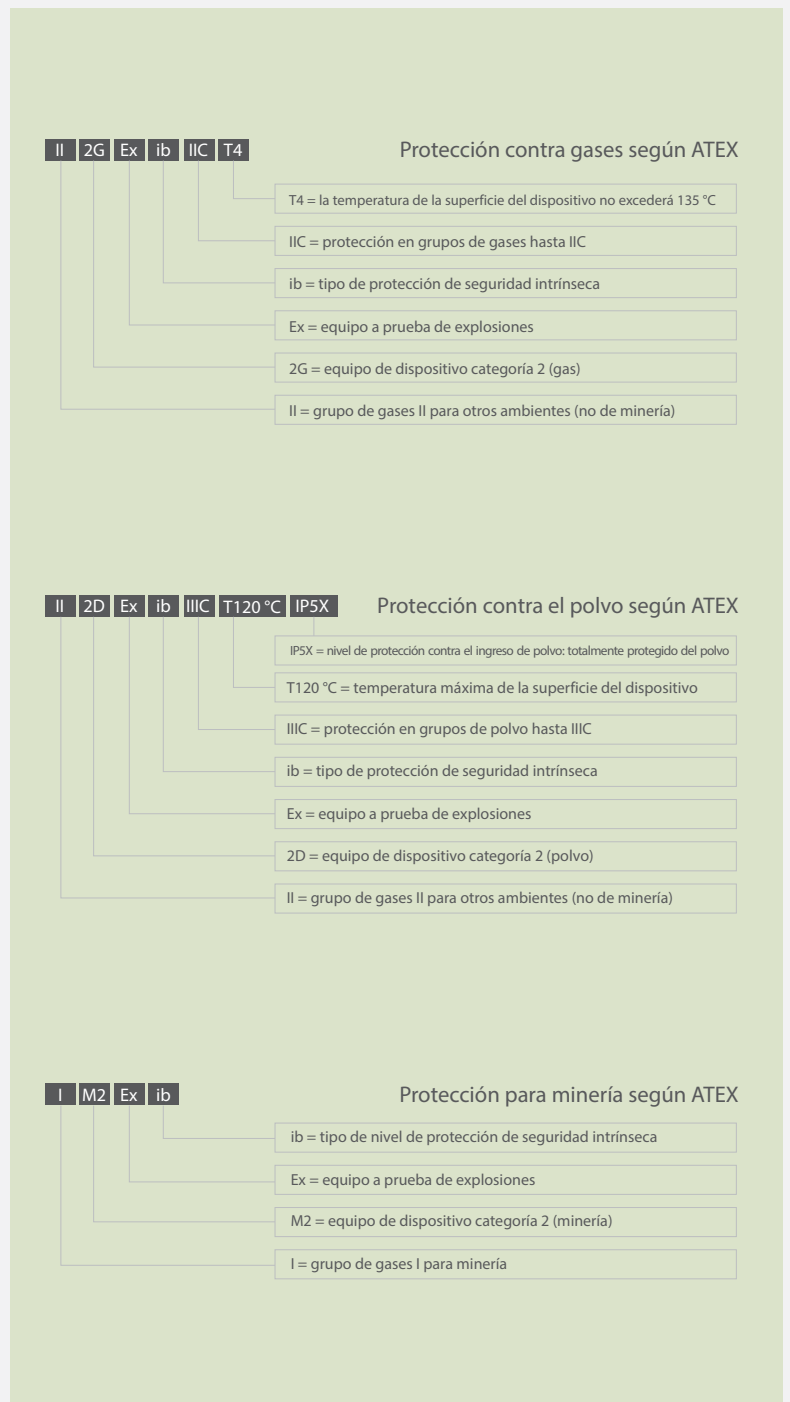 II 2G Ex ib IIC T4 Protección contra gases según ATEX
T4 = la temperatura de la superficie del dispositivo no excederá 135 °C
IIC = protección en grupos de gases hasta IIC
ib = tipo de protección de seguridad intrínseca
Ex = equipo a prueba de explosiones
2G = equipo de dispositivo categoría 2 (gas)
II = grupo de gases II para otros ambientes (no de minería)
II 2D Ex ib IIIC T120 °C IP5X Protección contra el polvo según ATEX
IP5X = nivel de protección contra el ingreso de polvo: totalmente protegido del polvo
T120 °C = temperatura máxima de la superficie del dispositivo
IIIC = protección en grupos de polvo hasta IIIC
ib = tipo de protección de seguridad intrínseca
Ex = equipo a prueba de explosiones
2D = equipo de dispositivo categoría 2 (polvo)
II = grupo de gases II para otros ambientes (no de minería)
I M2 Ex ib Protección para minería según ATEX
ib = tipo de nivel de protección de seguridad intrínseca
Ex = equipo a prueba de explosiones
M2 = equipo de dispositivo categoría 2 (minería)
I = grupo de gases I para minería